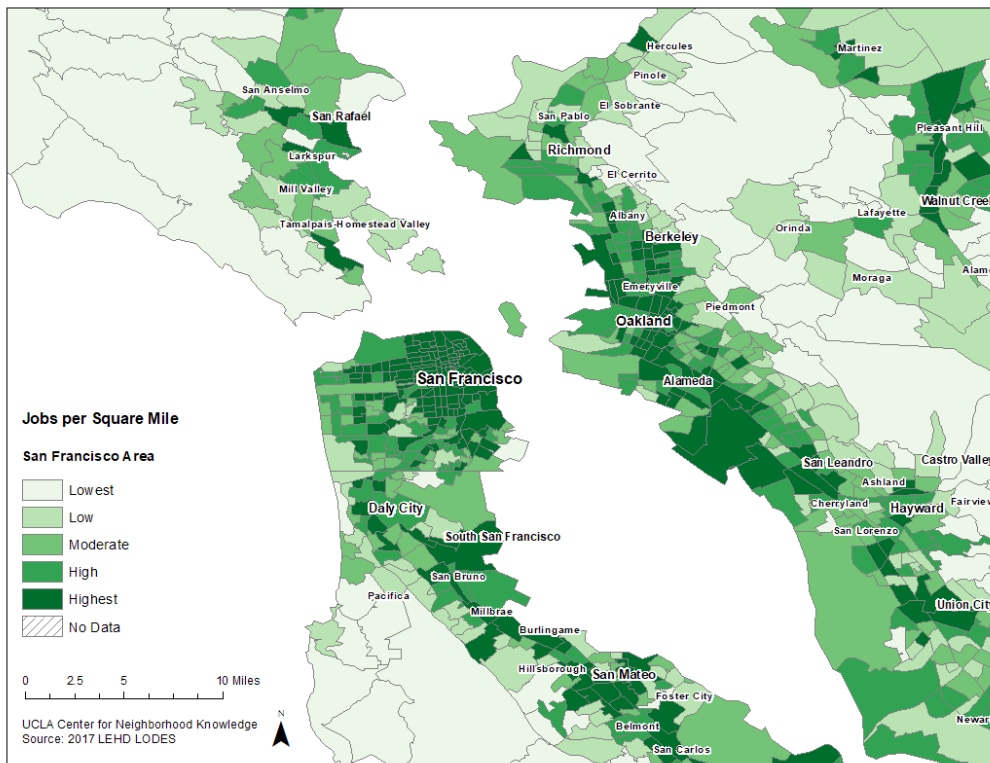 Hercules
Martinez
Pinole
San Anselmo
El Sobrante
San Rafael
San Pablo
Pleasant Hill
Richmond
Larkspur
El Cerrito
Mill Valley
Walnut Creek
Albany
Lafayette
Tamalpais-Homestead Valley
Orinda
Berkeley
Alamo
Moraga
Emeryville
Piedmont
Oakland
San Francisco
Alameda
Jobs per Square Mile
San Francisco Area
Lowest
Low
Moderate
High
Highest
No Data
San Leandro
Castro Valley
Ashland
Fairview
Cherryland
Hayward
Daly City
San Lorenzo
South San Francisco
San Bruno
Pacifica
Union City
Millbrae
Burlingame
Hillsborough
San Mateo
Foster City
Newar
Belmont
San Carlos
0 2.5 5 10 Miles
UCLA Center for Neighborhood Knowledge
Source: 2017 LEHD LODES
N